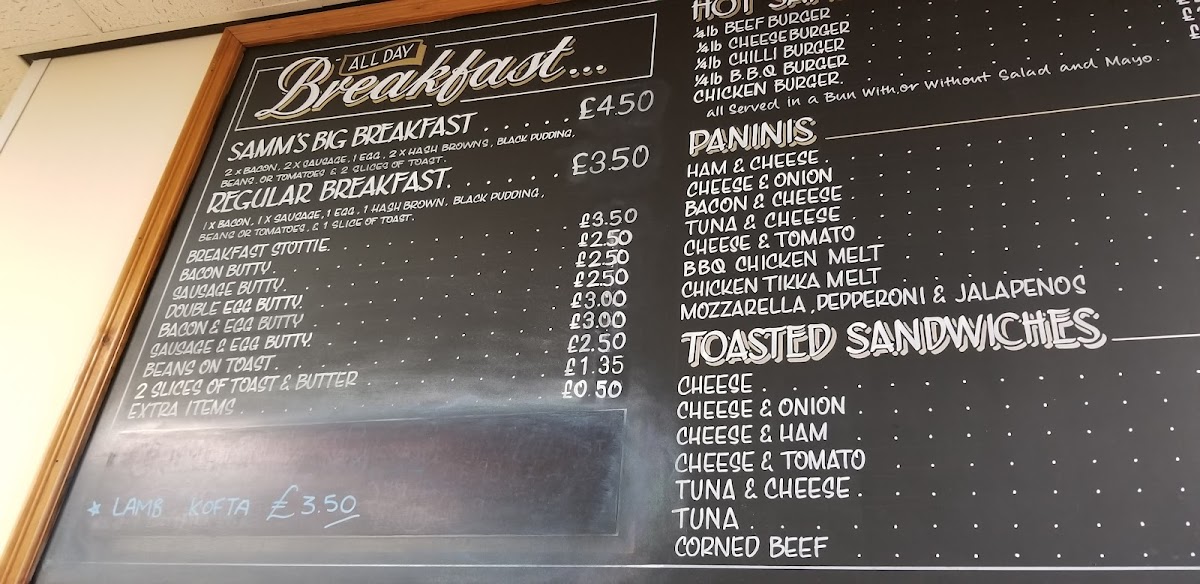 ALL DAY
Breakfast...
SAMM'S BIG BREAKFAST . . . . . £4.50
2 X BACON, 2 X SAUSAGE, 1 EGG, 2 X HASH BROWNS, BLACK PUDDING,
BEANS OR TOMATOES & 2 SLICES OF TOAST.
REGULAR BREAKFAST. . . . . . £3.50
1 X BACON, 1 X SAUSAGE, 1 EGG, 1 HASH BROWN, BLACK PUDDING,
BEANS OR TOMATOES, & 1 SLICE OF TOAST.
BREAKFAST STOTTIE. £3.50
BACON BUTTY £2.50
SAUSAGE BUTTY £2.50
DOUBLE EGG BUTTY £2.50
BACON & EGG BUTTY £3.00
SAUSAGE & EGG BUTTY £3.00
BEANS ON TOAST £2.50
2 SLICES OF TOAST & BUTTER £1.35
EXTRA ITEMS £0.50
* LAMB KOFTA £3.50
HOT
¼lb BEEF BURGER
¼lb CHEESEBURGER
¼lb CHILLI BURGER
¼lb B.B.Q BURGER
CHICKEN BURGER
all Served in a Bun With, or Without Salad and Mayo.
PANINIS
HAM & CHEESE
CHEESE & ONION
BACON & CHEESE
TUNA & CHEESE
CHEESE & TOMATO
BBQ CHICKEN MELT
CHICKEN TIKKA MELT
MOZZARELLA, PEPPERONI & JALAPENOS
TOASTED SANDWICHES
CHEESE
CHEESE & ONION
CHEESE & HAM
CHEESE & TOMATO
TUNA & CHEESE
TUNA
CORNED BEEF